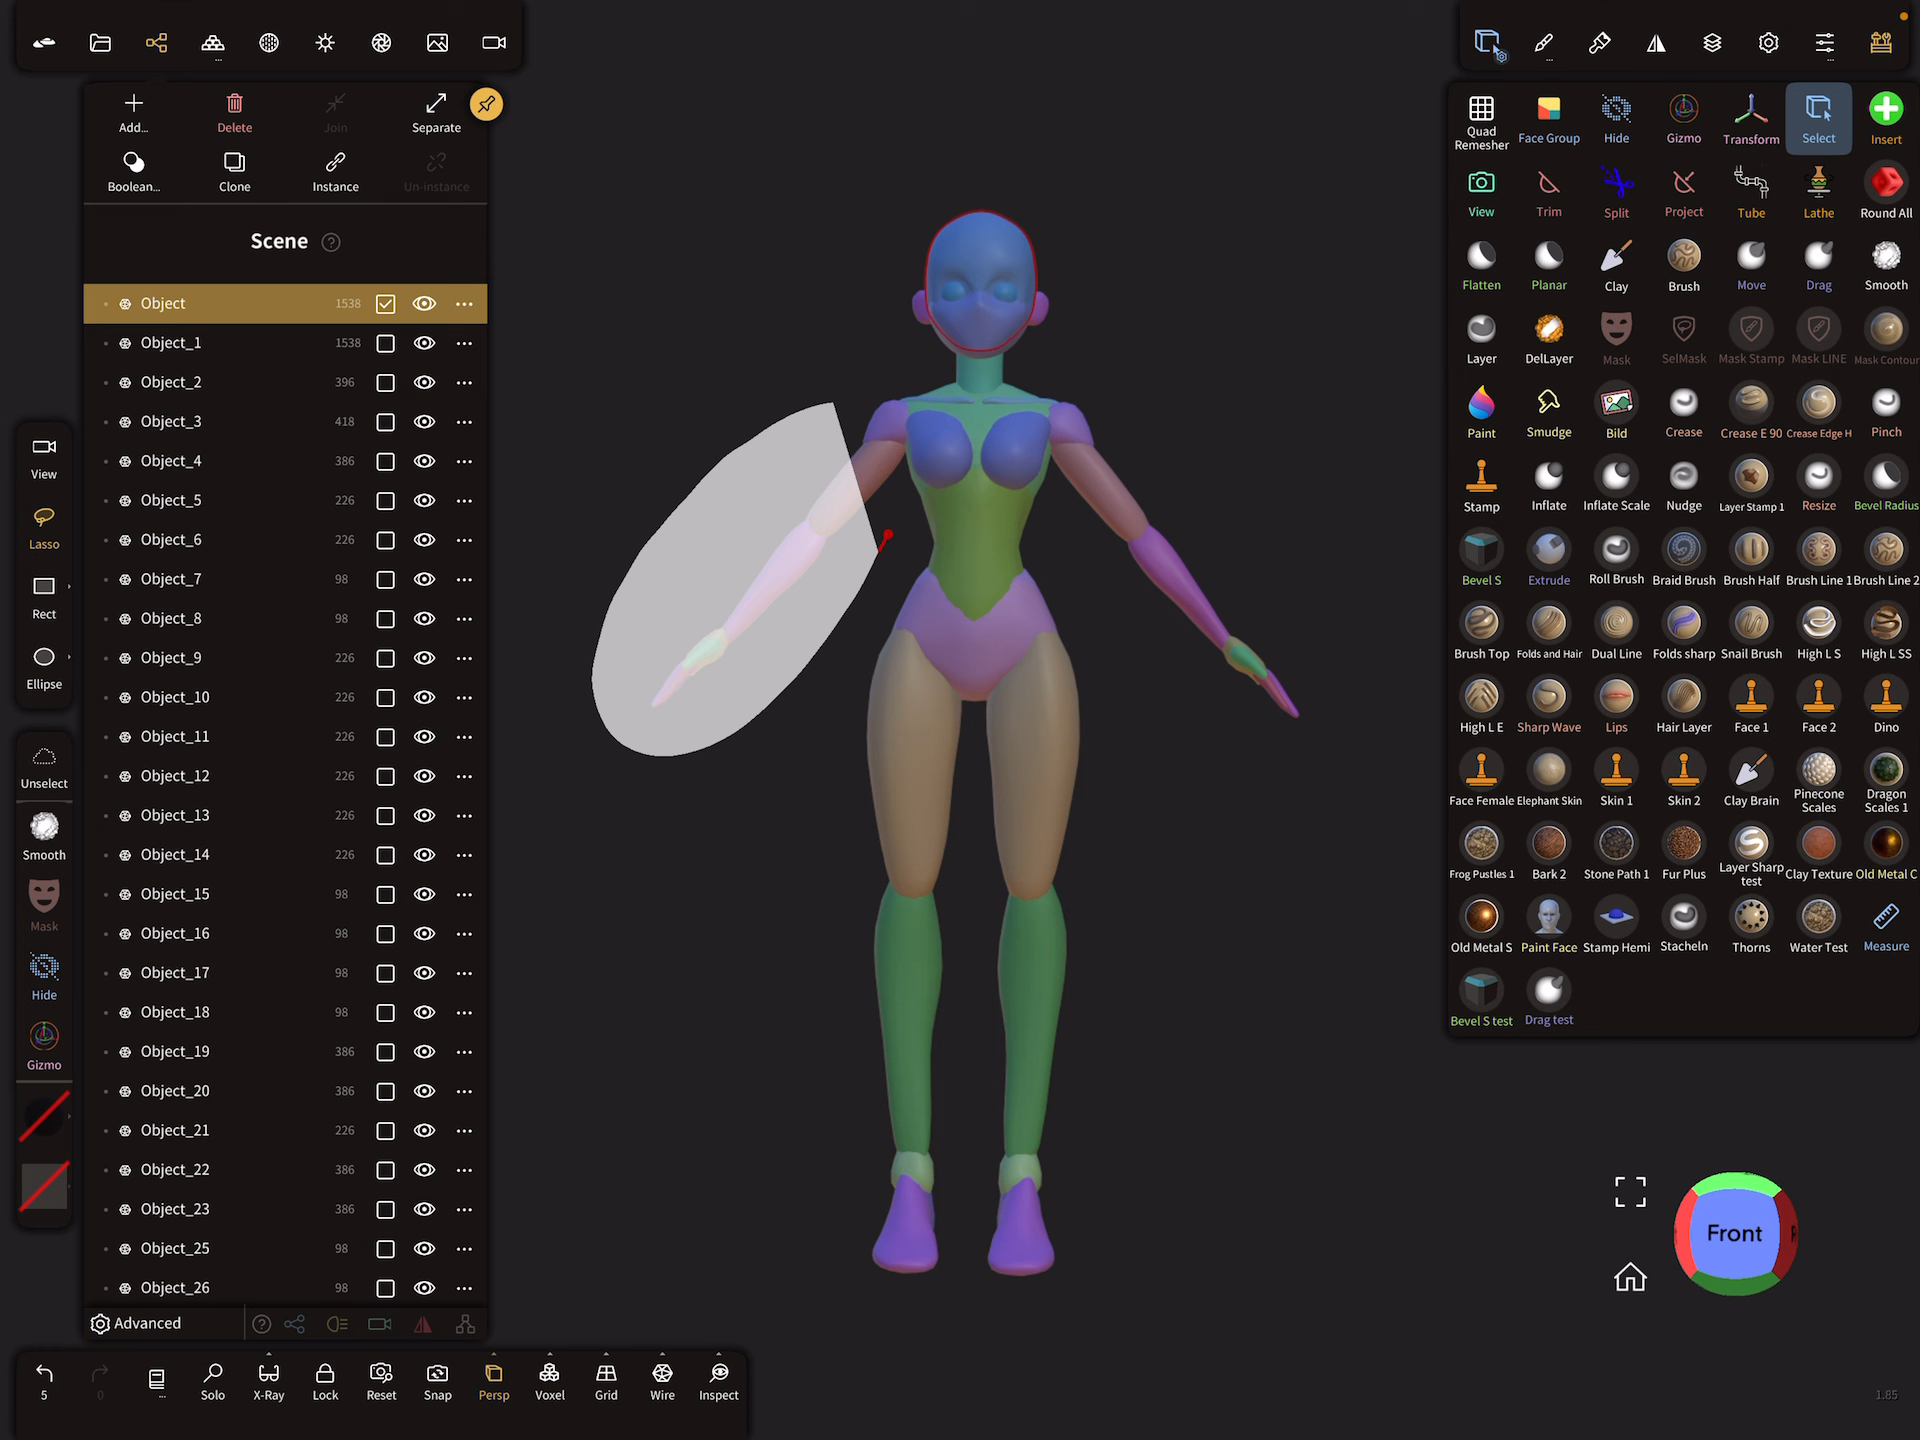 Add...
Delete
Join
Separate
Boolean...
Clone
Instance
Un-instance
Scene
Object 1538
Object_1 1538
Object_2 396
Object_3 418
Object_4 386
Object_5 226
Object_6 226
Object_7 98
Object_8 98
Object_9 226
Object_10 226
Object_11 226
Object_12 226
Object_13 226
Object_14 226
Object_15 98
Object_16 98
Object_17 98
Object_18 98
Object_19 386
Object_20 386
Object_21 226
Object_22 386
Object_23 386
Object_25 98
Object_26 98
Advanced
View
Lasso
Rect
Ellipse
Unselect
Smooth
Mask
Hide
Gizmo
5
0
Solo
X-Ray
Lock
Reset
Snap
Persp
Voxel
Grid
Wire
Inspect
Quad Remesher
Face Group
Hide
Gizmo
Transform
Select
Insert
View
Trim
Split
Project
Tube
Lathe
Round All
Flatten
Planar
Clay
Brush
Move
Drag
Smooth
Layer
DelLayer
Mask
SelMask
Mask Stamp
Mask LINE
Mask Contour
Paint
Smudge
Bild
Crease
Crease E 90
Crease Edge H
Pinch
Stamp
Inflate
Inflate Scale
Nudge
Layer Stamp 1
Resize
Bevel Radius
Bevel S
Extrude
Roll Brush
Braid Brush
Brush Half
Brush Line 1
Brush Line 2
Brush Top
Folds and Hair
Dual Line
Folds sharp
Snail Brush
High L S
High L SS
High L E
Sharp Wave
Lips
Hair Layer
Face 1
Face 2
Dino
Face Female
Elephant Skin
Skin 1
Skin 2
Clay Brain
Pinecone Scales
Dragon Scales 1
Frog Pustles 1
Bark 2
Stone Path 1
Fur Plus
Layer Sharp test
Clay Texture
Old Metal C
Old Metal S
Paint Face
Stamp Hemi
Stacheln
Thorns
Water Test
Measure
Bevel S test
Drag test
Front
1.85